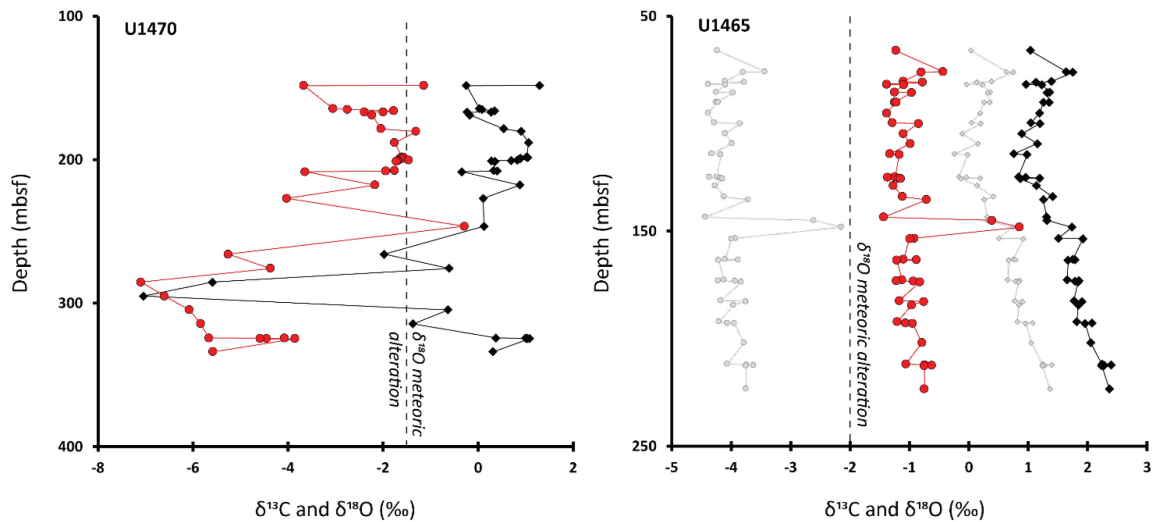 U1470
100
200
300
400
Depth (mbsf)
-8
-6
-4
-2
0
2
δ¹³C and δ¹⁸O (‰)
δ¹⁸O meteoric
alteration
U1465
50
150
250
Depth (mbsf)
-5
-4
-3
-2
-1
0
1
2
3
δ¹³C and δ¹⁸O (‰)
δ¹⁸O meteoric alteration